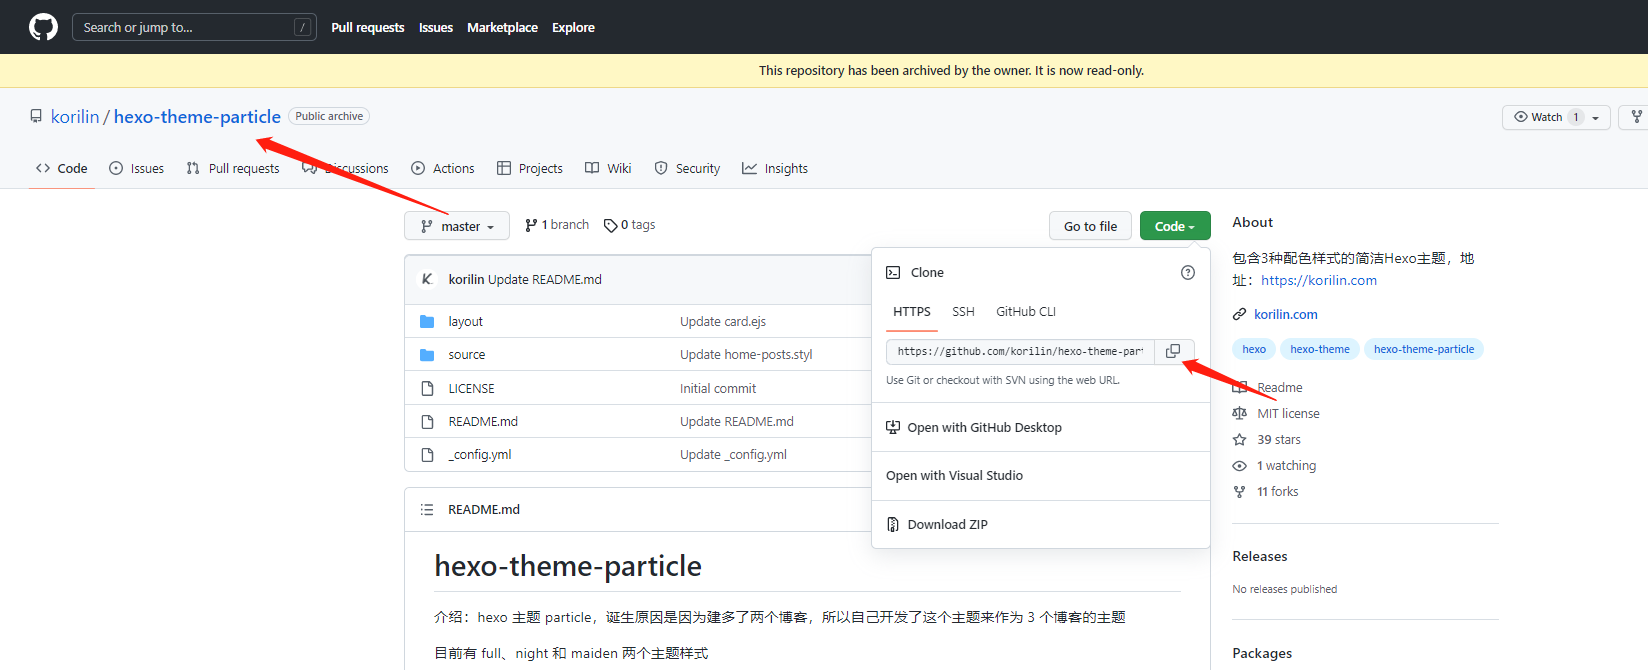 Search or jump to... /
Pull requests
Issues
Marketplace
Explore
This repository has been archived by the owner. It is now read-only.
korilin / hexo-theme-particle Public archive
Watch 1
Code
Issues
Pull requests
Discussions
Actions
Projects
Wiki
Security
Insights
master
1 branch
0 tags
Go to file
Code
korilin Update README.md
layout Update card.ejs
source Update home-posts.styl
LICENSE Initial commit
README.md Update README.md
_config.yml Update _config.yml
Clone
HTTPS SSH GitHub CLI
https://github.com/korilin/hexo-theme-par
Use Git or checkout with SVN using the web URL.
Open with GitHub Desktop
Open with Visual Studio
Download ZIP
About
包含3种配色样式的简洁Hexo主题，地
址：https://korilin.com
korilin.com
hexo hexo-theme hexo-theme-particle
Readme
MIT license
39 stars
1 watching
11 forks
Releases
No releases published
Packages
README.md
hexo-theme-particle
介绍：hexo 主题 particle，诞生原因是因为建多了两个博客，所以自己开发了这个主题来作为 3 个博客的主题
目前有 full、night 和 maiden 两个主题样式